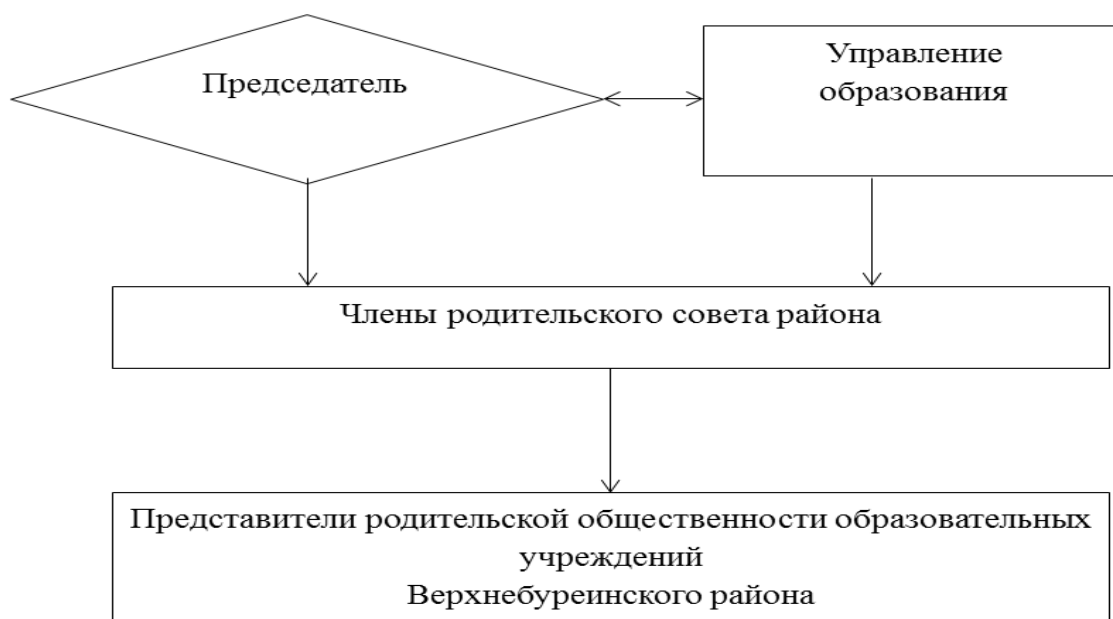 Председатель
Управление
образования
Члены родительского совета района
Представители родительской общественности образовательных
учреждений
Верхнебуреинского района